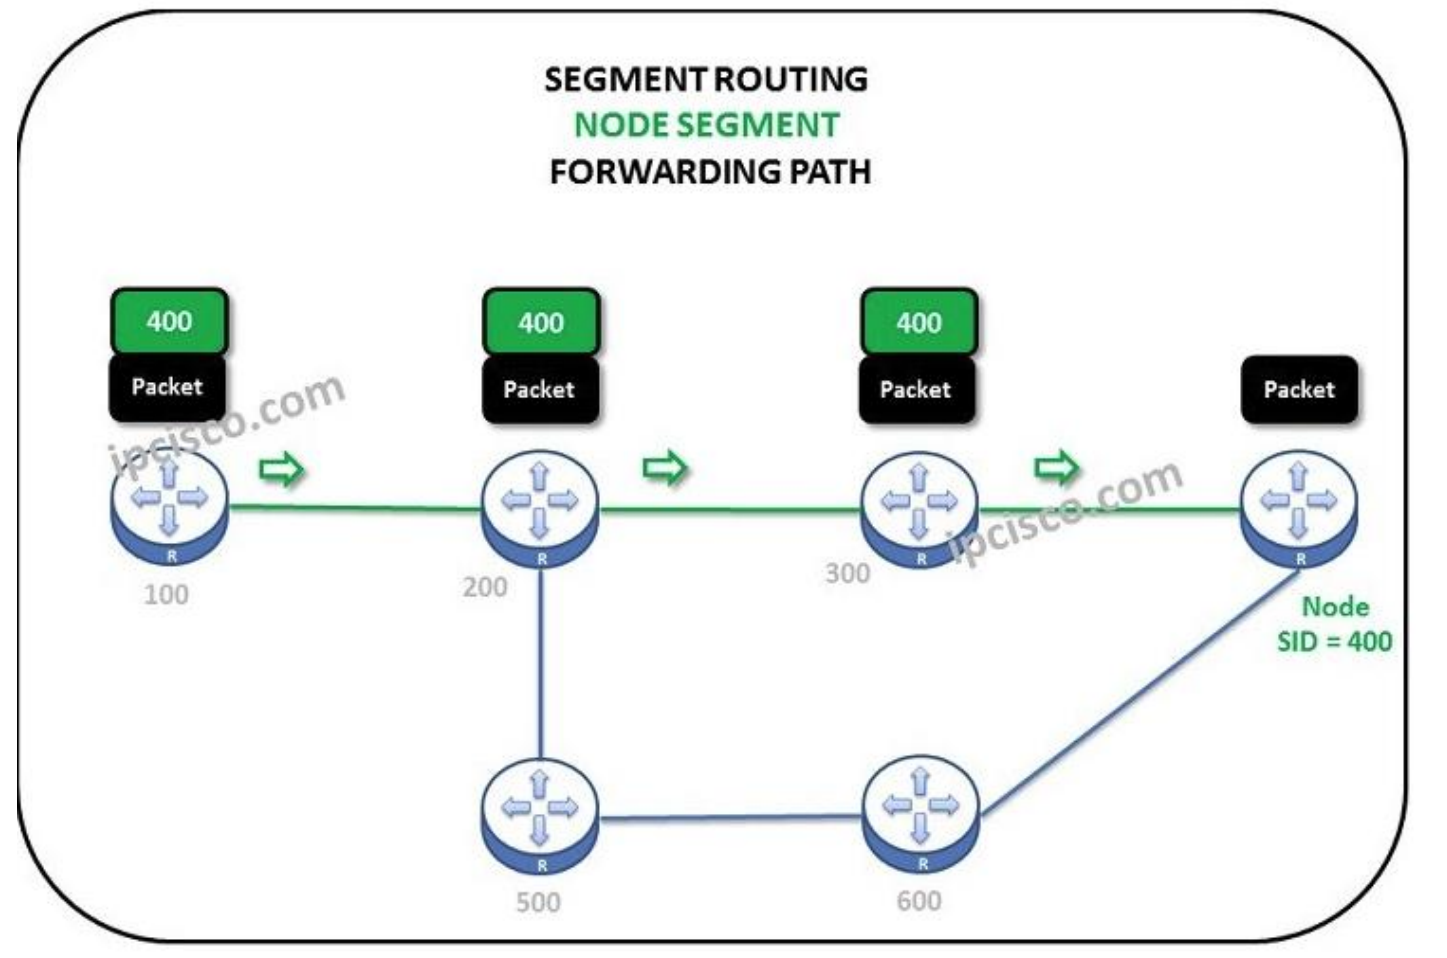 SEGMENT ROUTING
NODE SEGMENT
FORWARDING PATH
400
400
400
Packet
Packet
Packet
Packet
ipcisco.com
ipcisco.com
R
R
R
R
100
200
300
Node
SID = 400
R
R
500
600